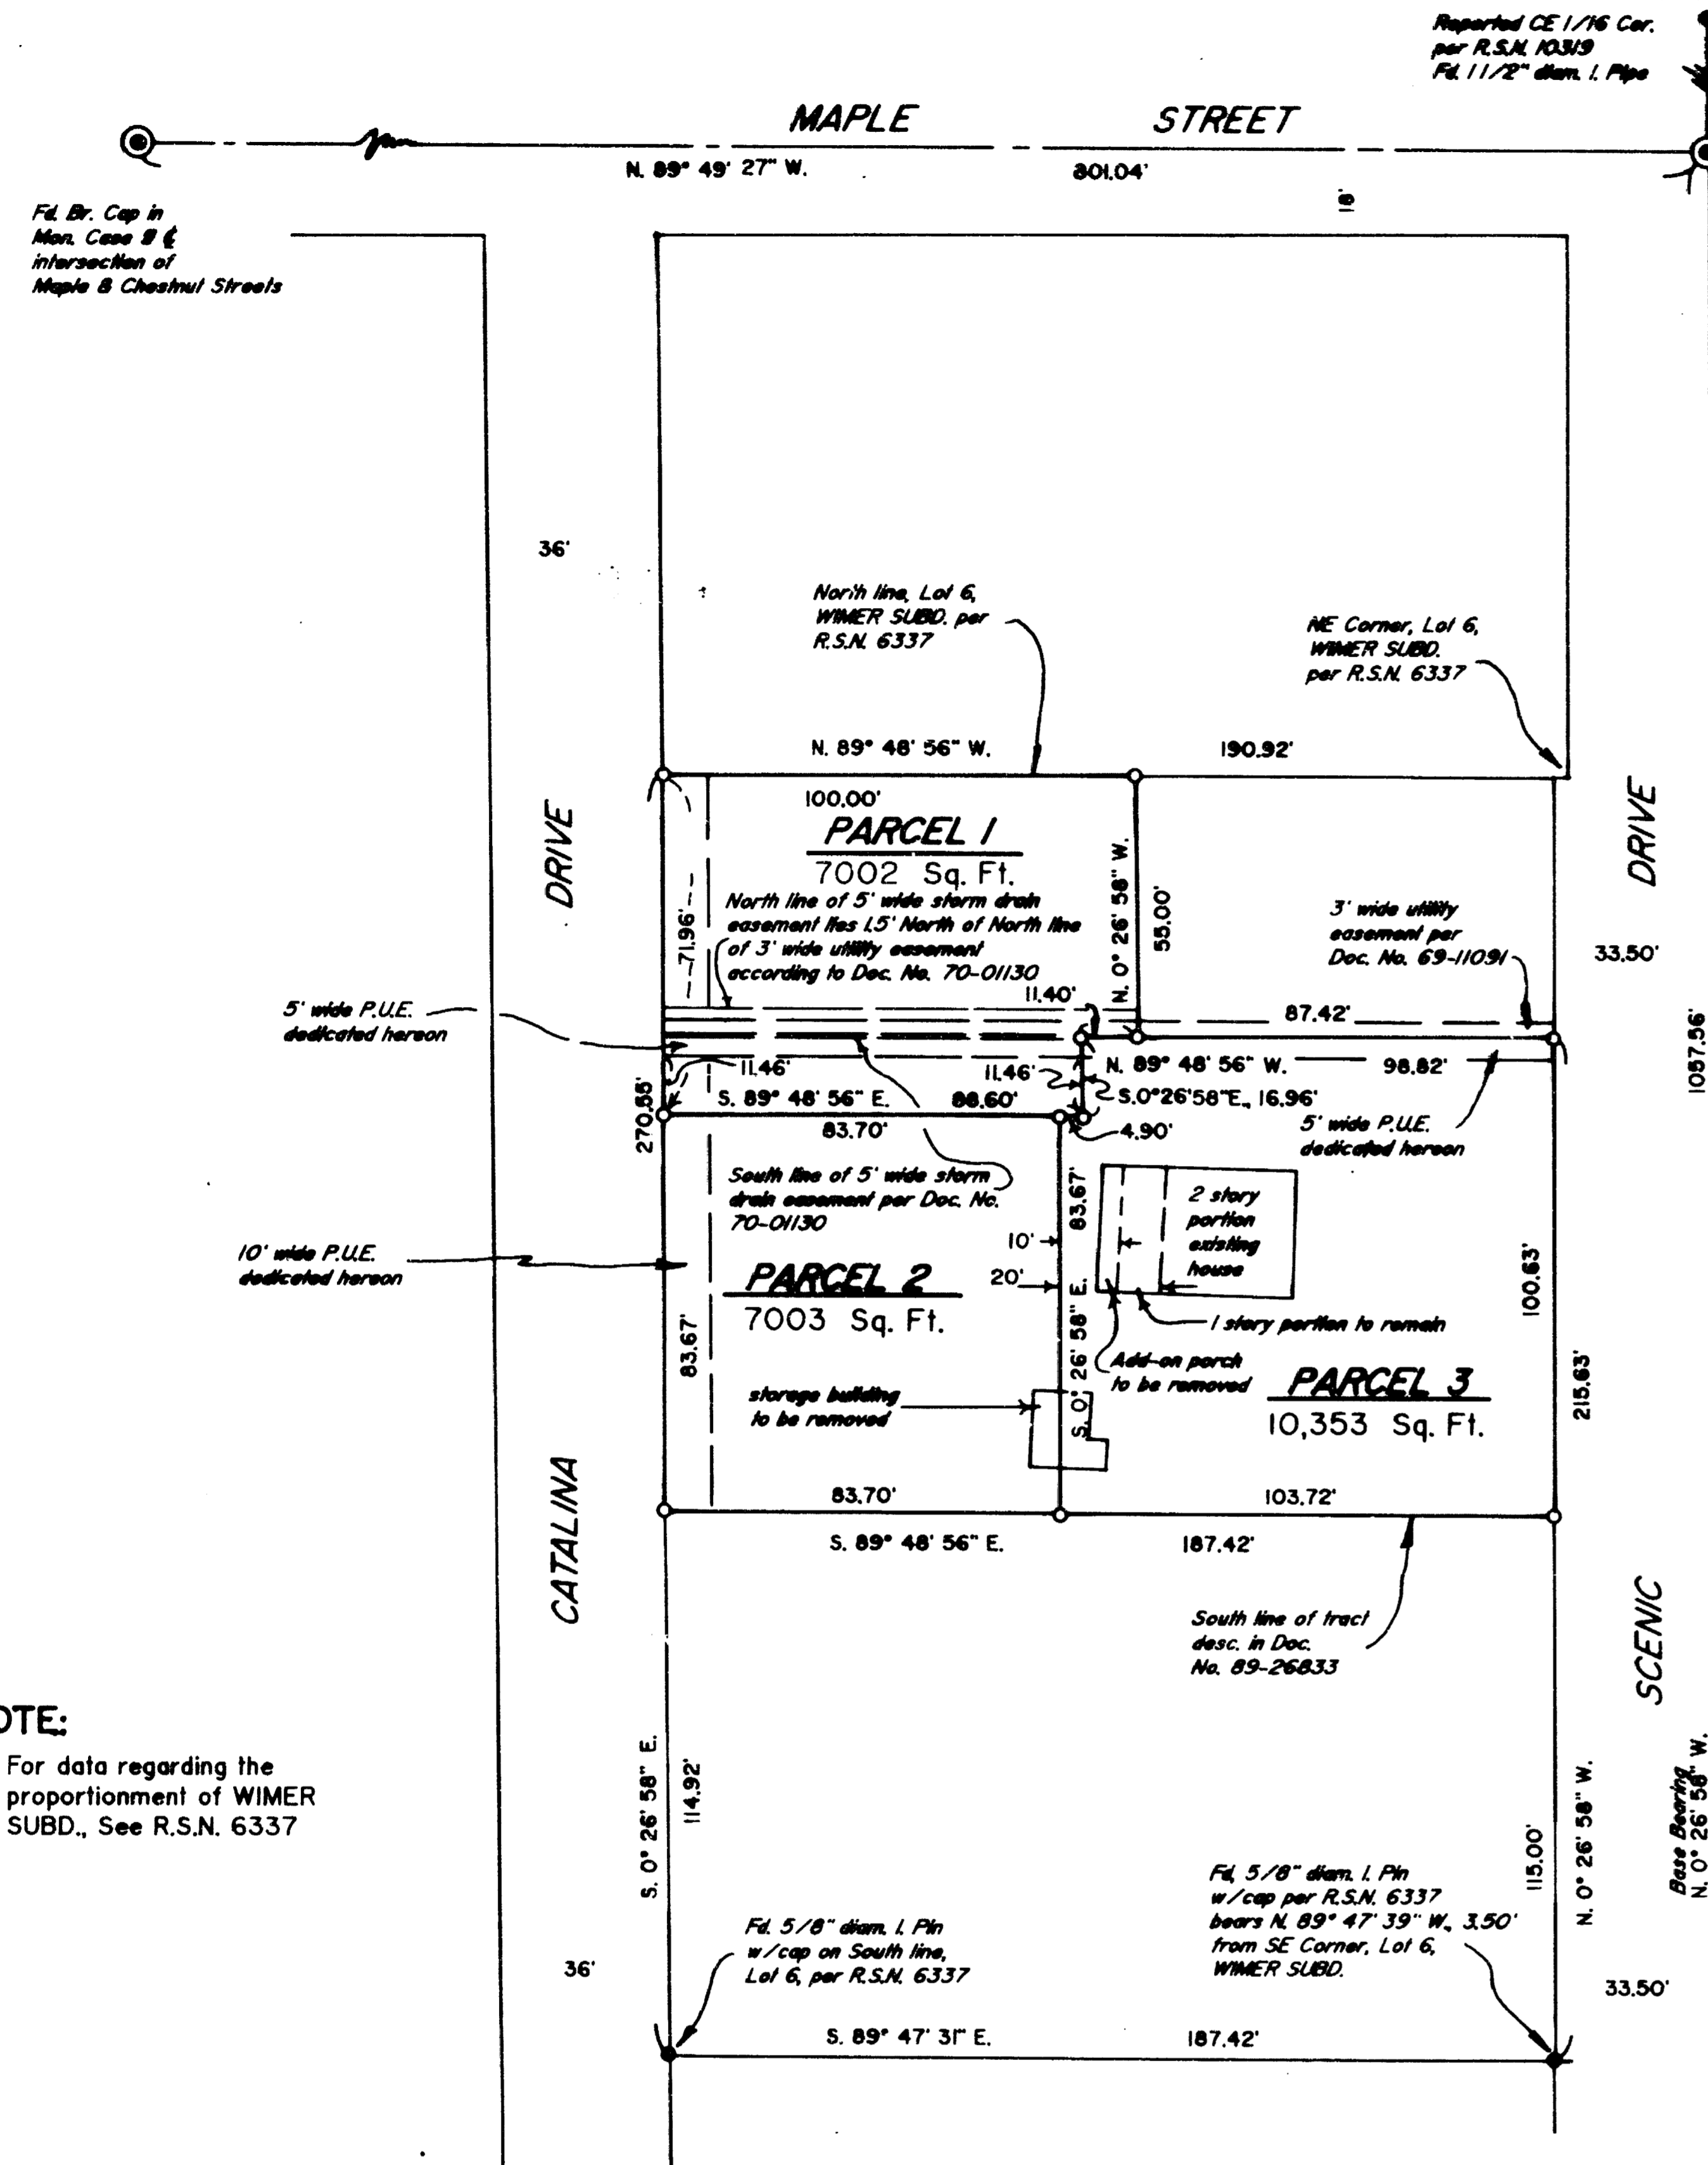 Reported CE 1/16 Cor.
per R.S.N. 10319
Fd. 1 1/2" diam. I. Pipe
MAPLE STREET
N. 89° 49' 27" W. 801.04'
18'
Fd. Br. Cap in
Mon. Case @ ℄
intersection of
Maple & Chestnut Streets
36'
North line, Lot 6,
WIMER SUBD. per
R.S.N. 6337
NE Corner, Lot 6,
WIMER SUBD.
per R.S.N. 6337
N. 89° 48' 56" W. 190.92'
100.00'
PARCEL 1
7002 Sq. Ft.
North line of 5' wide storm drain
easement lies 1.5' North of North line
of 3' wide utility easement
according to Doc. No. 70-01130
71.96'
N. 0° 26' 58" W.
55.00'
3' wide utility
easement per
Doc. No. 69-11091
DRIVE
DRIVE
33.50'
1057.56'
5' wide P.U.E.
dedicated hereon
11.40'
87.42'
11.46'
11.46'
N. 89° 48' 56" W. 98.82'
S. 0° 26' 58" E., 16.96'
S. 89° 48' 56" E. 88.60'
270.55'
83.70'
4.90'
5' wide P.U.E.
dedicated hereon
South line of 5' wide storm
drain easement per Doc. No.
70-01130
83.67'
2 story
portion
existing
house
10'
20'
10' wide P.U.E.
dedicated hereon
PARCEL 2
7003 Sq. Ft.
83.67'
S. 0° 26' 58" E.
1 story portion to remain
Add-on porch
to be removed
100.63'
215.63'
storage building
to be removed
PARCEL 3
10,353 Sq. Ft.
CATALINA
83.70'
103.72'
S. 89° 48' 56" E. 187.42'
South line of tract
desc. in Doc.
No. 89-26833
SCENIC
OTE:
For data regarding the
proportionment of WIMER
SUBD., See R.S.N. 6337
S. 0° 26' 58" E.
114.92'
115.00'
N. 0° 26' 58" W.
Base Bearing
N. 0° 26' 58" W.
Fd. 5/8" diam. I. Pin
w/cap on South line,
Lot 6, per R.S.N. 6337
Fd. 5/8" diam. I. Pin
w/cap per R.S.N. 6337
bears N. 89° 47' 39" W., 3.50'
from SE Corner, Lot 6,
WIMER SUBD.
36'
33.50'
S. 89° 47' 31" E. 187.42'